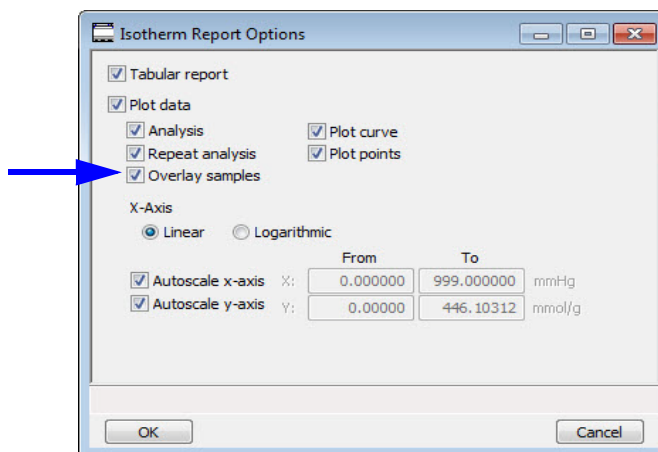 Isotherm Report Options
Tabular report
Plot data
Analysis Plot curve
Repeat analysis Plot points
Overlay samples
X-Axis
Linear Logarithmic
From To
Autoscale x-axis X: 0.000000 999.000000 mmHg
Autoscale y-axis Y: 0.00000 446.10312 mmol/g
OK Cancel